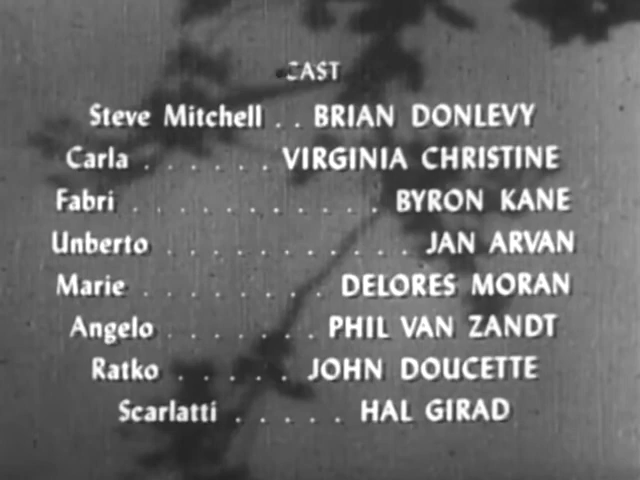 CAST
Steve Mitchell . . BRIAN DONLEVY
Carla . . . . . . VIRGINIA CHRISTINE
Fabri . . . . . . . . . . . . BYRON KANE
Unberto . . . . . . . . . . . . JAN ARVAN
Marie . . . . . . . . DELORES MORAN
Angelo . . . . . . . PHIL VAN ZANDT
Ratko . . . . . JOHN DOUCETTE
Scarlatti . . . . . HAL GIRAD